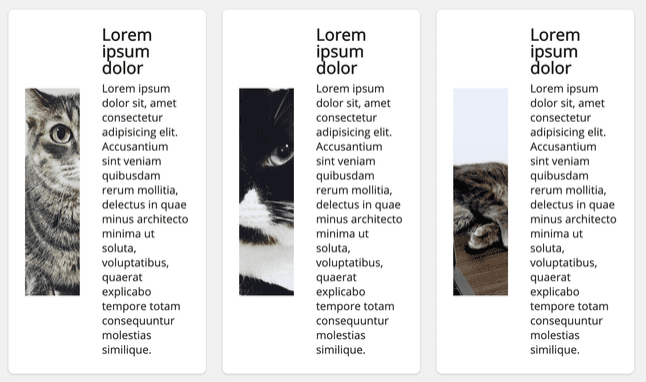 Lorem
ipsum
dolor
Lorem ipsum
dolor sit, amet
consectetur
adipisicing elit.
Accusantium
sint veniam
quibusdam
rerum mollitia,
delectus in quae
minus architecto
minima ut
soluta,
voluptatibus,
quaerat
explicabo
tempore totam
consequuntur
molestias
similique.
Lorem
ipsum
dolor
Lorem ipsum
dolor sit, amet
consectetur
adipisicing elit.
Accusantium
sint veniam
quibusdam
rerum mollitia,
delectus in quae
minus architecto
minima ut
soluta,
voluptatibus,
quaerat
explicabo
tempore totam
consequuntur
molestias
similique.
Lorem
ipsum
dolor
Lorem ipsum
dolor sit, amet
consectetur
adipisicing elit.
Accusantium
sint veniam
quibusdam
rerum mollitia,
delectus in quae
minus architecto
minima ut
soluta,
voluptatibus,
quaerat
explicabo
tempore totam
consequuntur
molestias
similique.